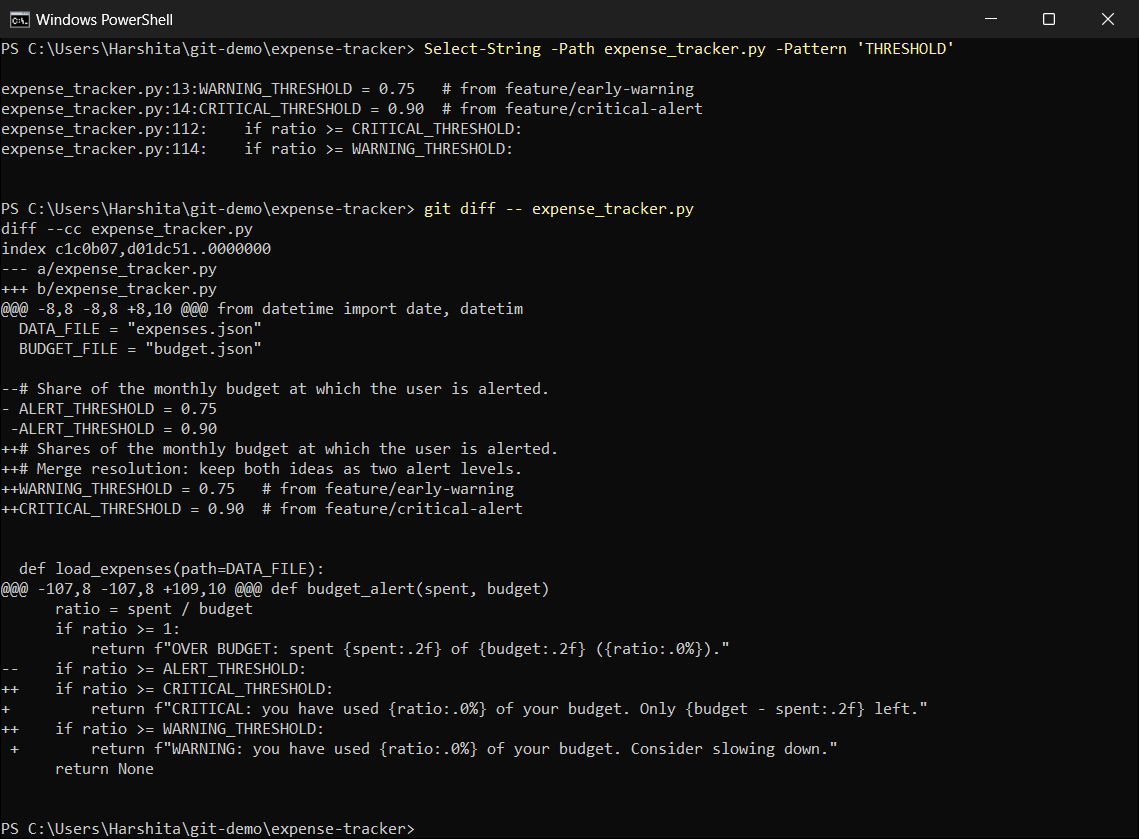 Windows PowerShell
PS C:\Users\Harshita\git-demo\expense-tracker> Select-String -Path expense_tracker.py -Pattern 'THRESHOLD'
expense_tracker.py:13:WARNING_THRESHOLD = 0.75   # from feature/early-warning
expense_tracker.py:14:CRITICAL_THRESHOLD = 0.90  # from feature/critical-alert
expense_tracker.py:112:    if ratio >= CRITICAL_THRESHOLD:
expense_tracker.py:114:    if ratio >= WARNING_THRESHOLD:
PS C:\Users\Harshita\git-demo\expense-tracker> git diff -- expense_tracker.py
diff --cc expense_tracker.py
index c1c0b07,d01dc51..0000000
--- a/expense_tracker.py
+++ b/expense_tracker.py
@@@ -8,8 -8,8 +8,10 @@@ from datetime import date, datetim
  DATA_FILE = "expenses.json"
  BUDGET_FILE = "budget.json"
--# Share of the monthly budget at which the user is alerted.
- ALERT_THRESHOLD = 0.75
 -ALERT_THRESHOLD = 0.90
++# Shares of the monthly budget at which the user is alerted.
++# Merge resolution: keep both ideas as two alert levels.
++WARNING_THRESHOLD = 0.75   # from feature/early-warning
++CRITICAL_THRESHOLD = 0.90  # from feature/critical-alert
  def load_expenses(path=DATA_FILE):
@@@ -107,8 -107,8 +109,10 @@@ def budget_alert(spent, budget)
      ratio = spent / budget
      if ratio >= 1:
          return f"OVER BUDGET: spent {spent:.2f} of {budget:.2f} ({ratio:.0%})."
--    if ratio >= ALERT_THRESHOLD:
++    if ratio >= CRITICAL_THRESHOLD:
+         return f"CRITICAL: you have used {ratio:.0%} of your budget. Only {budget - spent:.2f} left."
++    if ratio >= WARNING_THRESHOLD:
 +        return f"WARNING: you have used {ratio:.0%} of your budget. Consider slowing down."
      return None
PS C:\Users\Harshita\git-demo\expense-tracker>